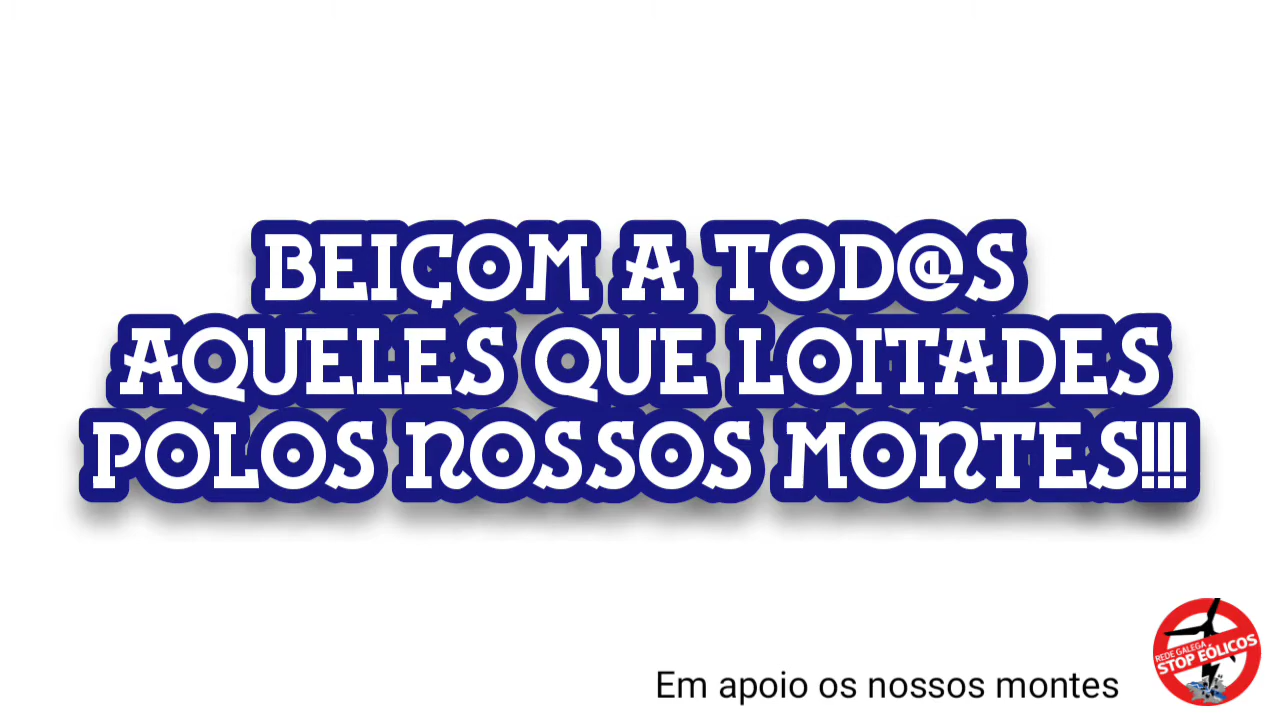 BEIÇOM A TOD@S
AQUELES QUE LOITADES
POLOS NOSSOS MONTES!!!
REDE GALEGA
STOP EÓLICOS
Em apoio os nossos montes